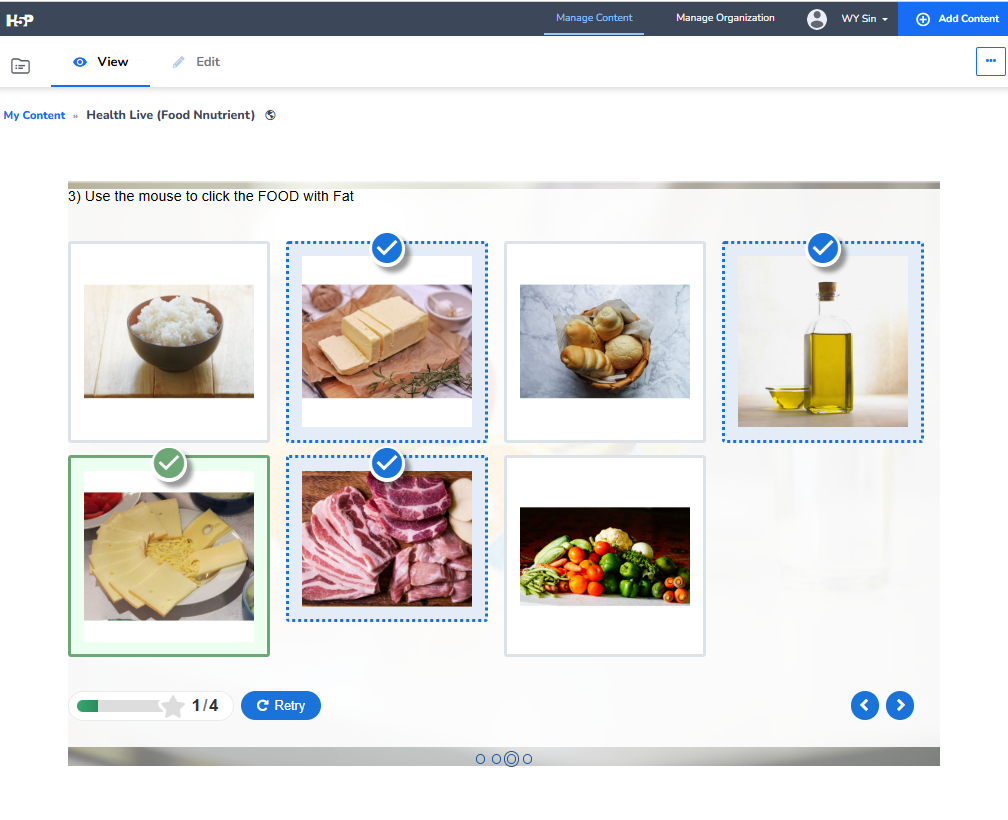 H5P
Manage Content
Manage Organization
WY Sin
Add Content
View
Edit
My Content » Health Live (Food Nnutrient)
3) Use the mouse to click the FOOD with Fat
1/4
Retry